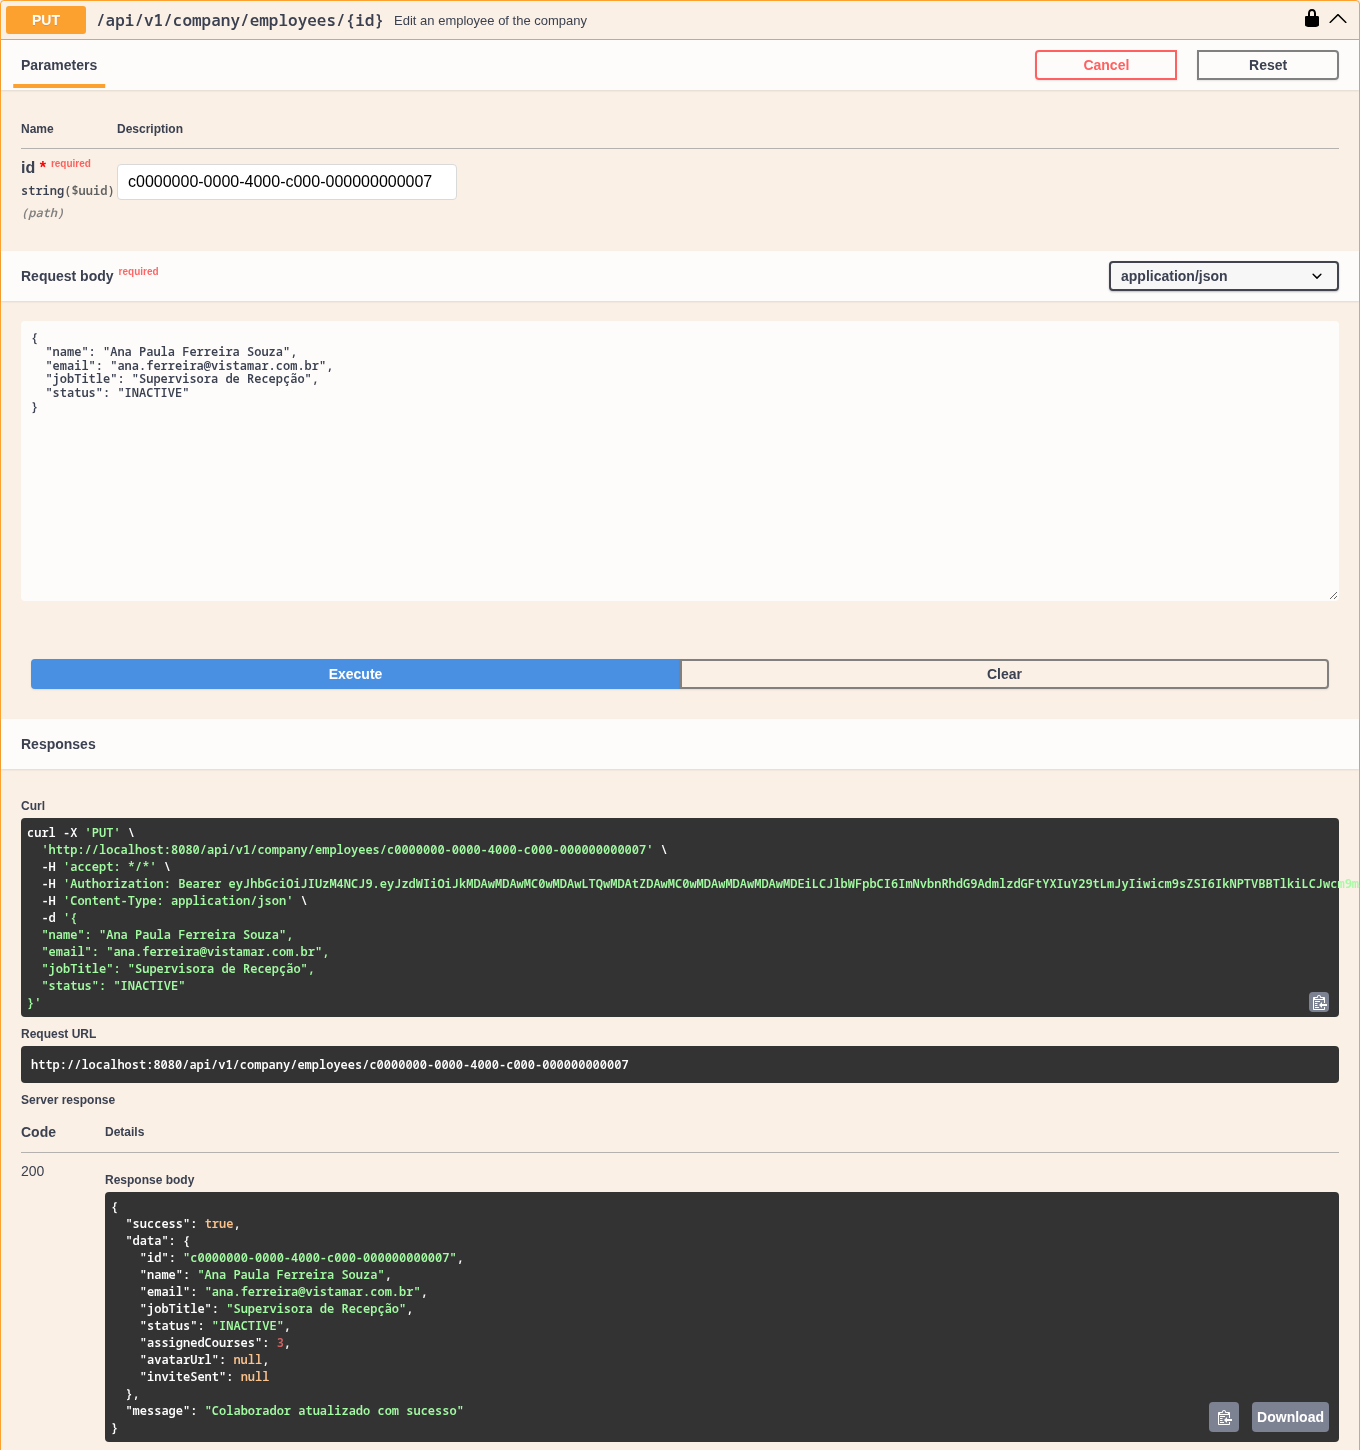 PUT /api/v1/company/employees/{id} Edit an employee of the company
Parameters Cancel Reset
Name Description
id * required
string($uuid) c0000000-0000-4000-c000-000000000007
(path)
Request body required application/json
{
  "name": "Ana Paula Ferreira Souza",
  "email": "ana.ferreira@vistamar.com.br",
  "jobTitle": "Supervisora de Recepção",
  "status": "INACTIVE"
}
Execute Clear
Responses
Curl
curl -X 'PUT' \
  'http://localhost:8080/api/v1/company/employees/c0000000-0000-4000-c000-000000000007' \
  -H 'accept: */*' \
  -H 'Authorization: Bearer
  -H 'Content-Type: application/json' \
  -d '{
  "name": "Ana Paula Ferreira Souza",
  "email": "ana.ferreira@vistamar.com.br",
  "jobTitle": "Supervisora de Recepção",
  "status": "INACTIVE"
}'
Request URL
http://localhost:8080/api/v1/company/employees/c0000000-0000-4000-c000-000000000007
Server response
Code Details
200
Response body
{
  "success": true,
  "data": {
    "id": "c0000000-0000-4000-c000-000000000007",
    "name": "Ana Paula Ferreira Souza",
    "email": "ana.ferreira@vistamar.com.br",
    "jobTitle": "Supervisora de Recepção",
    "status": "INACTIVE",
    "assignedCourses": 3,
    "avatarUrl": null,
    "inviteSent": null
  },
  "message": "Colaborador atualizado com sucesso"
}
Download